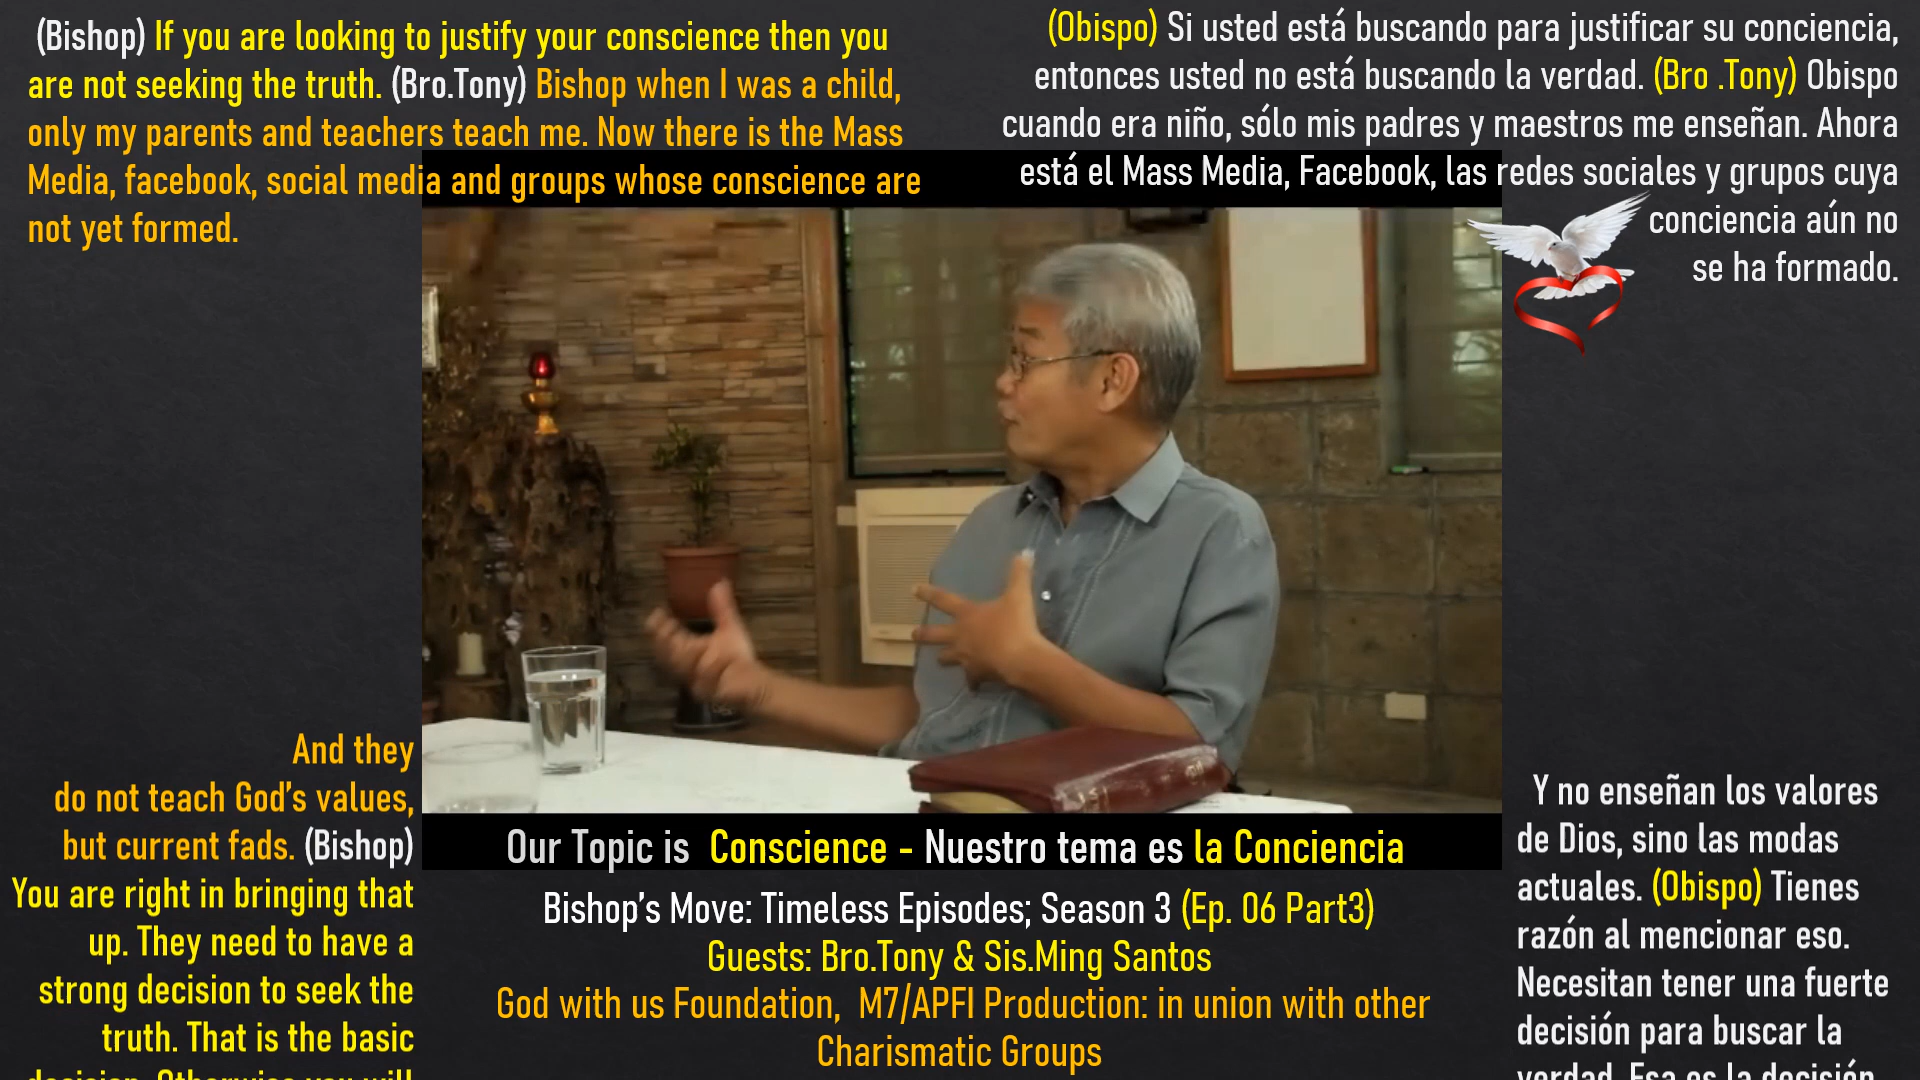 (Bishop) If you are looking to justify your conscience then you
are not seeking the truth. (Bro.Tony) Bishop when I was a child,
only my parents and teachers teach me. Now there is the Mass
Media, facebook, social media and groups whose conscience are
not yet formed.
(Obispo) Si usted está buscando para justificar su conciencia,
entonces usted no está buscando la verdad. (Bro .Tony) Obispo
cuando era niño, sólo mis padres y maestros me enseñan. Ahora
está el Mass Media, Facebook, las redes sociales y grupos cuya
conciencia aún no
se ha formado.
And they
do not teach God's values,
but current fads. (Bishop)
You are right in bringing that
up. They need to have a
strong decision to seek the
truth. That is the basic
decision. Otherwise you will
Y no enseñan los valores
de Dios, sino las modas
actuales. (Obispo) Tienes
razón al mencionar eso.
Necesitan tener una fuerte
decisión para buscar la
verdad. Esa es la decisión
Our Topic is Conscience - Nuestro tema es la Conciencia
Bishop's Move: Timeless Episodes; Season 3 (Ep. 06 Part3)
Guests: Bro.Tony & Sis.Ming Santos
God with us Foundation, M7/APFI Production: in union with other
Charismatic Groups